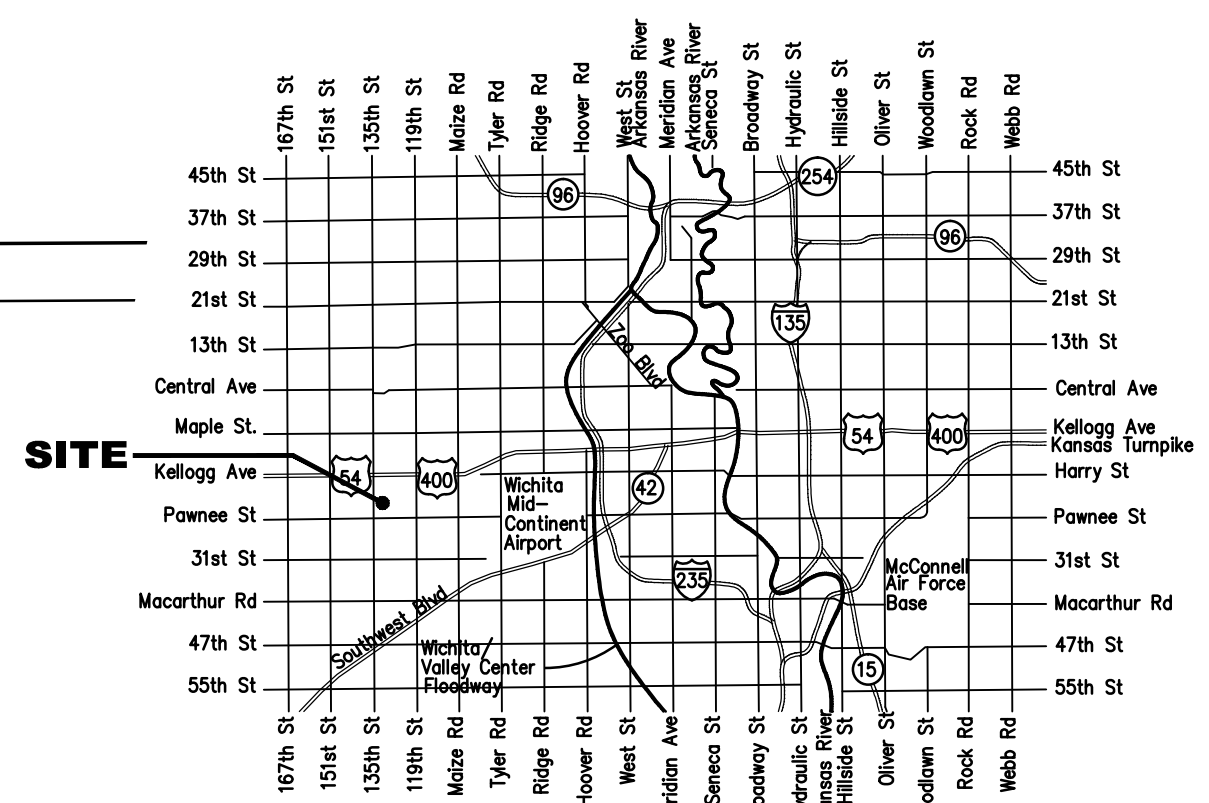 167th St
151st St
135th St
119th St
Maize Rd
Tyler Rd
Ridge Rd
Hoover Rd
West St
Arkansas River
Meridian Ave
Arkansas River
Seneca St
Broadway St
Hydraulic St
Hillside St
Oliver St
Woodlawn St
Rock Rd
Webb Rd
45th St
254
45th St
96
37th St
37th St
96
29th St
29th St
21st St
21st St
135
13th St
Zoo Blvd
13th St
Central Ave
Central Ave
Maple St.
54
400
Kellogg Ave
Kansas Turnpike
SITE
Kellogg Ave
54
400
Harry St
Wichita
Mid-
Continent
Airport
42
Pawnee St
Pawnee St
31st St
31st St
235
McConnell
Air Force
Base
Macarthur Rd
Macarthur Rd
Southwest Blvd
47th St
47th St
Wichita/
Valley Center
Floodway
15
55th St
55th St
167th St
151st St
135th St
119th St
Maize Rd
Tyler Rd
Ridge Rd
Hoover Rd
West St
ridian Ave
Seneca St
oadway St
draulic St
nsas River
Hillside St
Oliver St
odlawn St
Rock Rd
Webb Rd